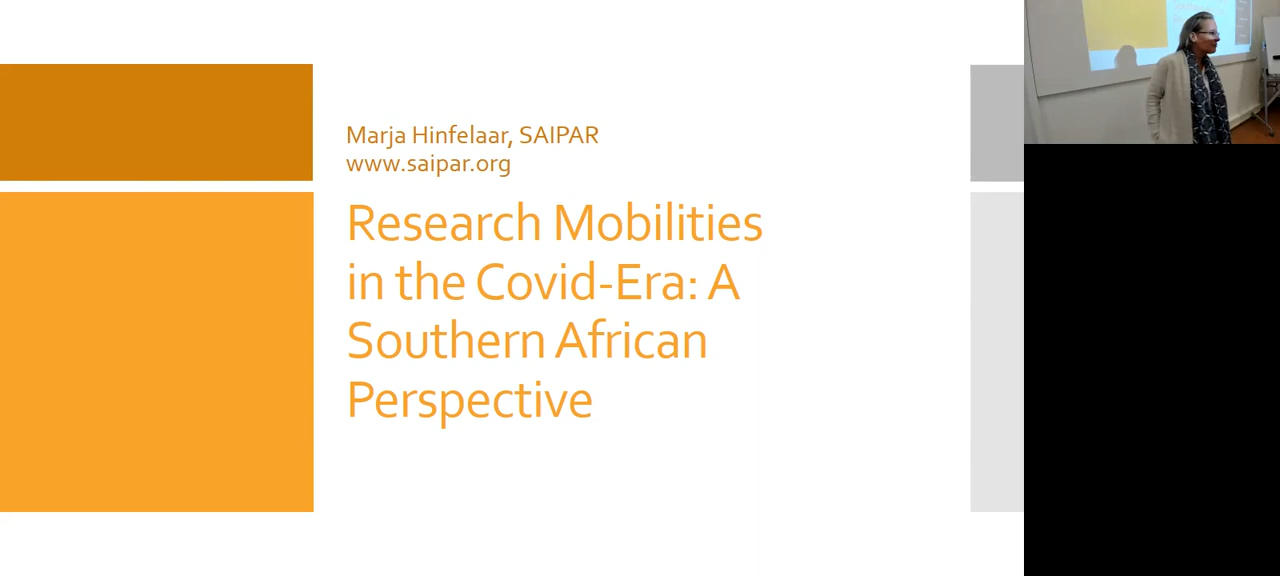 Marja Hinfelaar, SAIPAR
www.saipar.org
Research Mobilities
in the Covid-Era: A
Southern African
Perspective